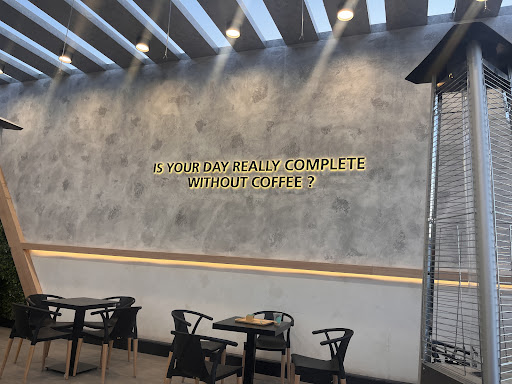 IS YOUR DAY REALLY COMPLETE
WITHOUT COFFEE ?